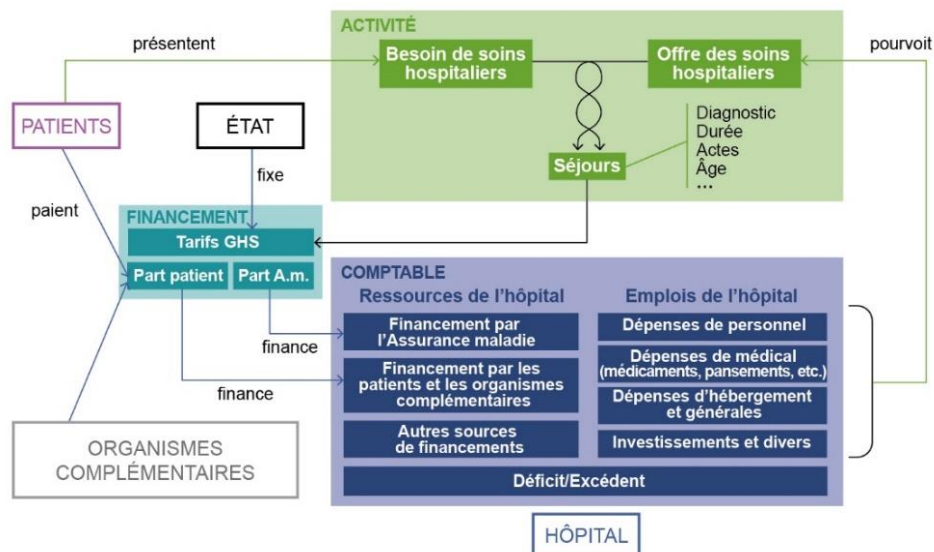 ACTIVITÉ
présentent
Besoin de soins
hospitaliers
Offre des soins
hospitaliers
pourvoit
PATIENTS
ÉTAT
Diagnostic
Durée
Actes
Âge
...
Séjours
fixe
paient
FINANCEMENT
Tarifs GHS
Part patient
Part A.m.
COMPTABLE
Ressources de l'hôpital
Emplois de l'hôpital
Financement par
l'Assurance maladie
Dépenses de personnel
finance
Dépenses de médical
(médicaments, pansements, etc.)
Financement par les
patients et les organismes
complémentaires
finance
Dépenses d'hébergement
et générales
Autres sources
de financements
Investissements et divers
ORGANISMES
COMPLÉMENTAIRES
Déficit/Excédent
HÔPITAL